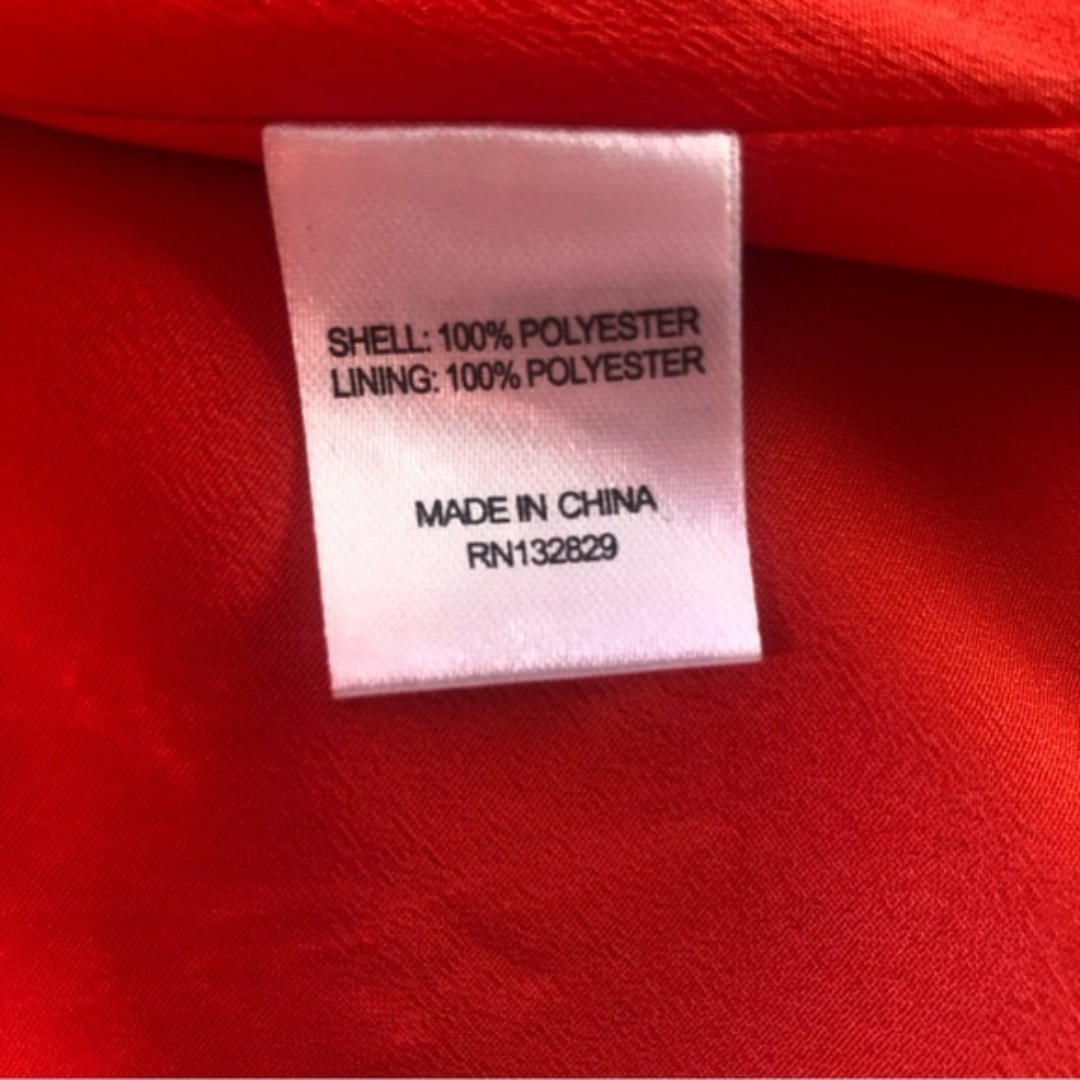 SHELL: 100% POLYESTER
LINING: 100% POLYESTER
MADE IN CHINA
RN132829